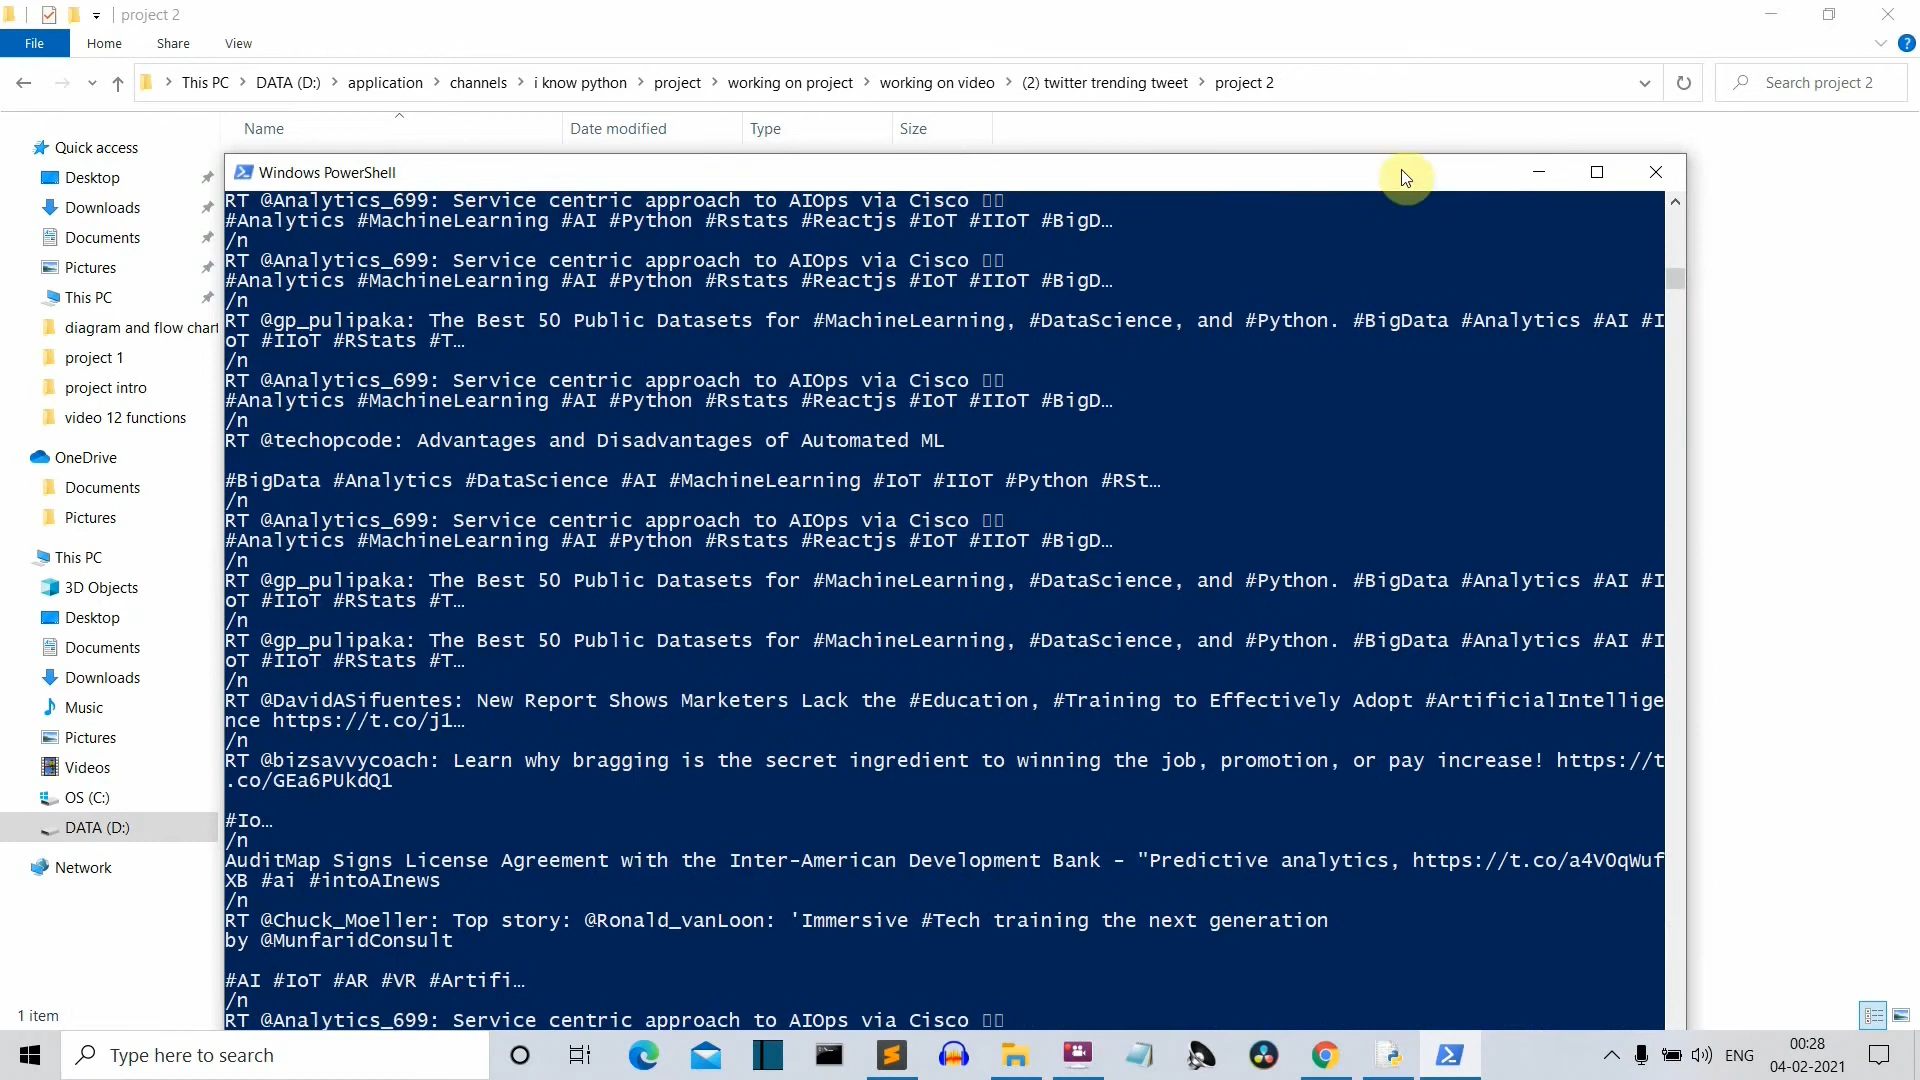 project 2
File Home Share View
This PC DATA (D:) application channels i know python project working on project working on video (2) twitter trending tweet project 2
Search project 2
Name Date modified Type Size
Quick access
Desktop
Downloads
Documents
Pictures
This PC
diagram and flow chart
project 1
project intro
video 12 functions
OneDrive
Documents
Pictures
This PC
3D Objects
Desktop
Documents
Downloads
Music
Pictures
Videos
OS (C:)
DATA (D:)
Network
1 item
Windows PowerShell
RT @Analytics_699: Service centric approach to AIOps via Cisco
#Analytics #MachineLearning #AI #Python #Rstats #Reactjs #IoT #IIoT #BigD…
/n
RT @Analytics_699: Service centric approach to AIOps via Cisco
#Analytics #MachineLearning #AI #Python #Rstats #Reactjs #IoT #IIoT #BigD…
/n
RT @gp_pulipaka: The Best 50 Public Datasets for #MachineLearning, #DataScience, and #Python. #BigData #Analytics #AI #I
oT #IIoT #RStats #T…
/n
RT @Analytics_699: Service centric approach to AIOps via Cisco
#Analytics #MachineLearning #AI #Python #Rstats #Reactjs #IoT #IIoT #BigD…
/n
RT @techopcode: Advantages and Disadvantages of Automated ML
#BigData #Analytics #DataScience #AI #MachineLearning #IoT #IIoT #Python #RSt…
/n
RT @Analytics_699: Service centric approach to AIOps via Cisco
#Analytics #MachineLearning #AI #Python #Rstats #Reactjs #IoT #IIoT #BigD…
/n
RT @gp_pulipaka: The Best 50 Public Datasets for #MachineLearning, #DataScience, and #Python. #BigData #Analytics #AI #I
oT #IIoT #RStats #T…
/n
RT @gp_pulipaka: The Best 50 Public Datasets for #MachineLearning, #DataScience, and #Python. #BigData #Analytics #AI #I
oT #IIoT #RStats #T…
/n
RT @DavidASifuentes: New Report Shows Marketers Lack the #Education, #Training to Effectively Adopt #ArtificialIntellige
nce https://t.co/j1…
/n
RT @bizsavvycoach: Learn why bragging is the secret ingredient to winning the job, promotion, or pay increase! https://t
.co/GEa6PUkdQ1
#Io…
/n
AuditMap Signs License Agreement with the Inter-American Development Bank - "Predictive analytics, https://t.co/a4VOqWuf
XB #ai #intoAInews
/n
RT @Chuck_Moeller: Top story: @Ronald_vanLoon: 'Immersive #Tech training the next generation
by @MunfaridConsult
#AI #IoT #AR #VR #Artifi…
/n
RT @Analytics_699: Service centric approach to AIOps via Cisco
Type here to search
ENG
00:28
04-02-2021